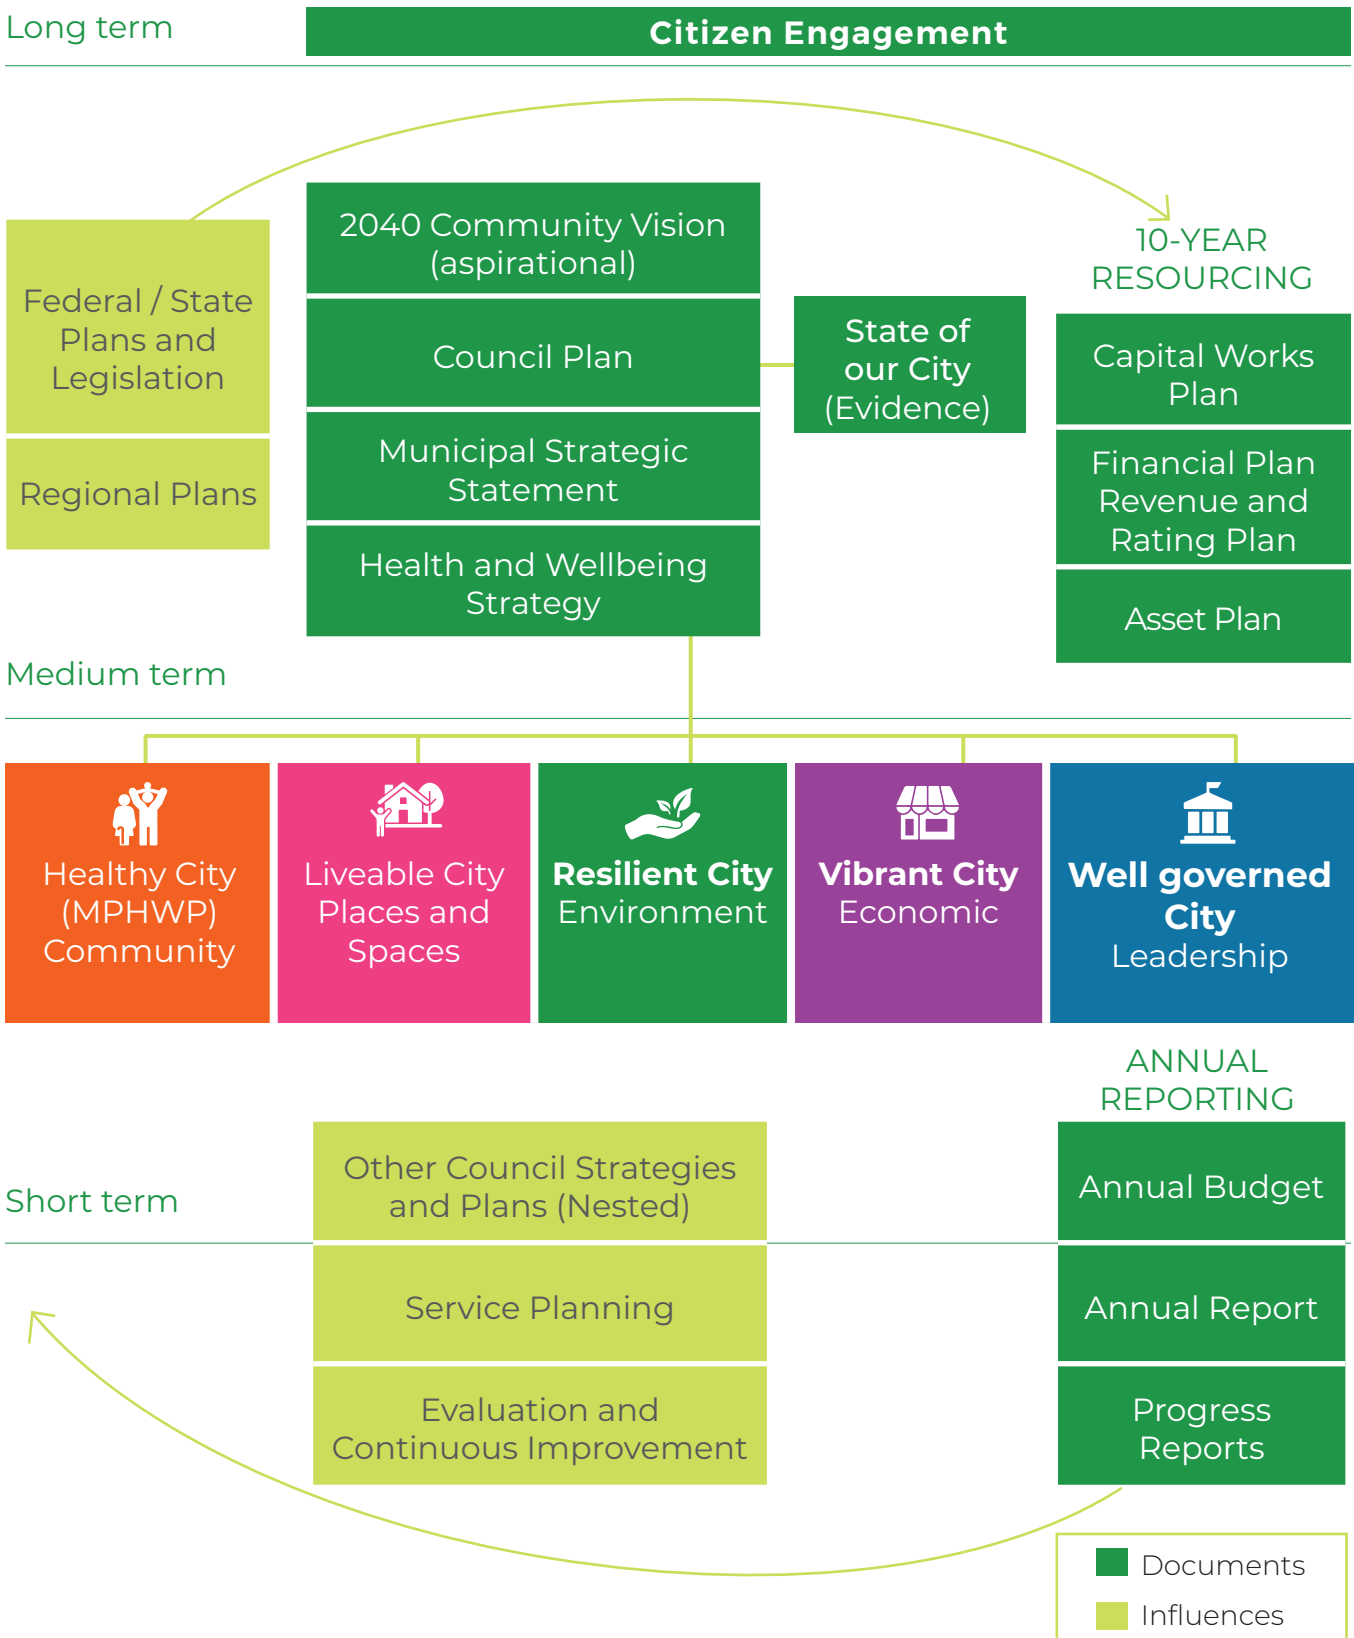 Long term
Citizen Engagement
Federal / State
Plans and
Legislation
Regional Plans
2040 Community Vision
(aspirational)
Council Plan
Municipal Strategic
Statement
Health and Wellbeing
Strategy
State of
our City
(Evidence)
10-YEAR
RESOURCING
Capital Works
Plan
Financial Plan
Revenue and
Rating Plan
Asset Plan
Medium term
Healthy City
(MPHWP)
Community
Liveable City
Places and
Spaces
Resilient City
Environment
Vibrant City
Economic
Well governed
City
Leadership
Short term
Other Council Strategies
and Plans (Nested)
Service Planning
Evaluation and
Continuous Improvement
ANNUAL
REPORTING
Annual Budget
Annual Report
Progress
Reports
Documents
Influences